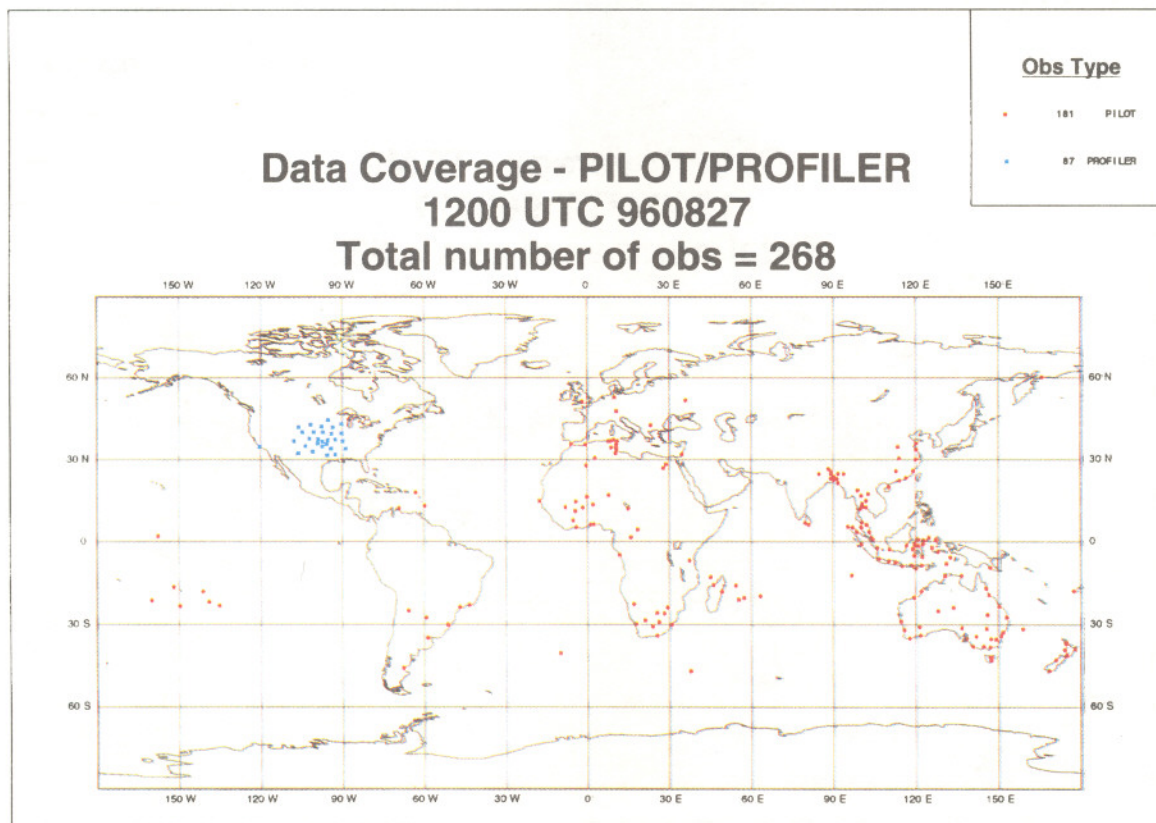 Obs Type
181 PILOT
87 PROFILER
Data Coverage - PILOT/PROFILER
1200 UTC 960827
Total number of obs = 268
150 W 120 W 90 W 60 W 30 W 0 30 E 60 E 90 E 120 E 150 E
60 N 60 N
30 N 30 N
0 0
30 S 30 S
60 S 60 S
150 W 120 W 90 W 60 W 30 W 0 30 E 60 E 90 E 120 E 150 E